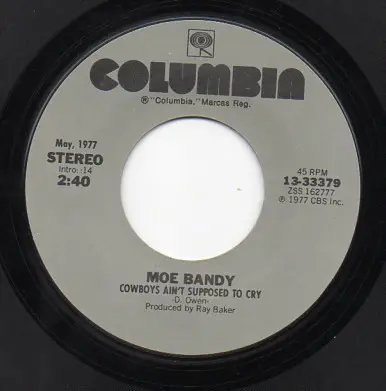 COLUMBIA
® "Columbia," Marcas Reg.
May, 1977
STEREO
Intro: :14
2:40
45 RPM
13-33379
ZSS 162777
℗ 1977 CBS Inc.
MOE BANDY
COWBOYS AIN'T SUPPOSED TO CRY
-D. Owen-
Produced by Ray Baker